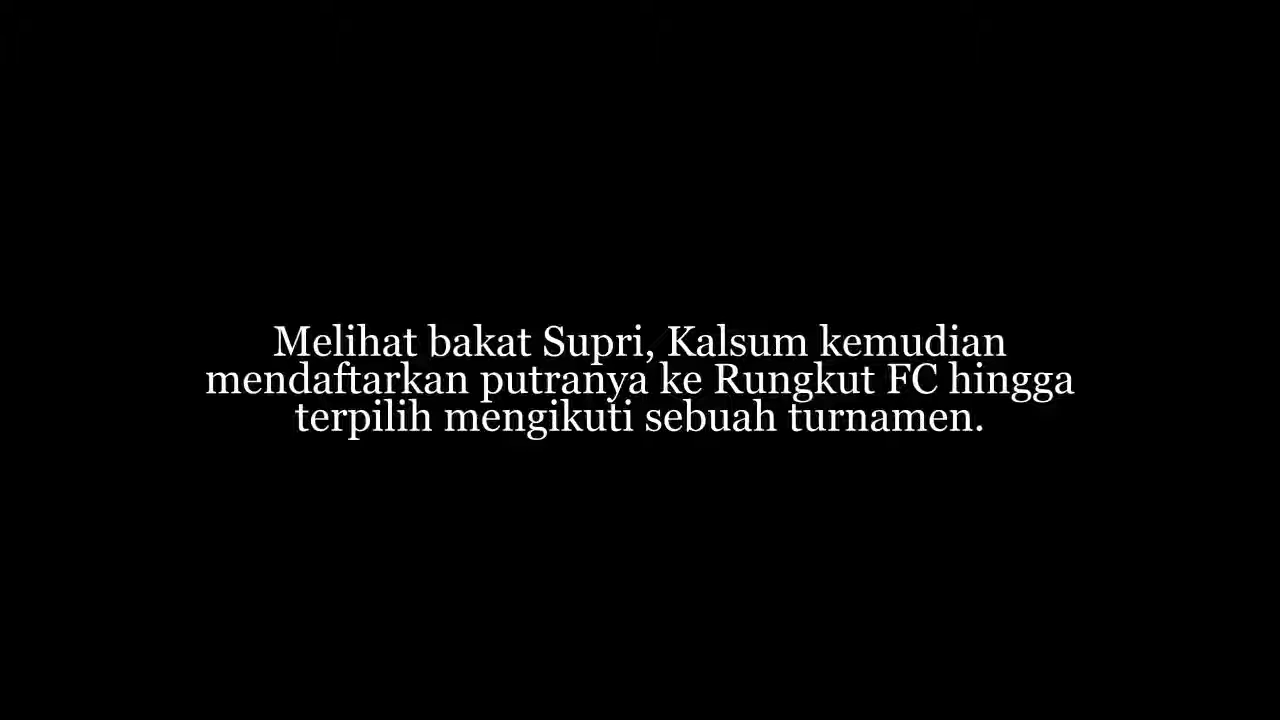 Melihat bakat Supri, Kalsum kemudian
mendaftarkan putranya ke Rungkut FC hingga
terpilih mengikuti sebuah turnamen.